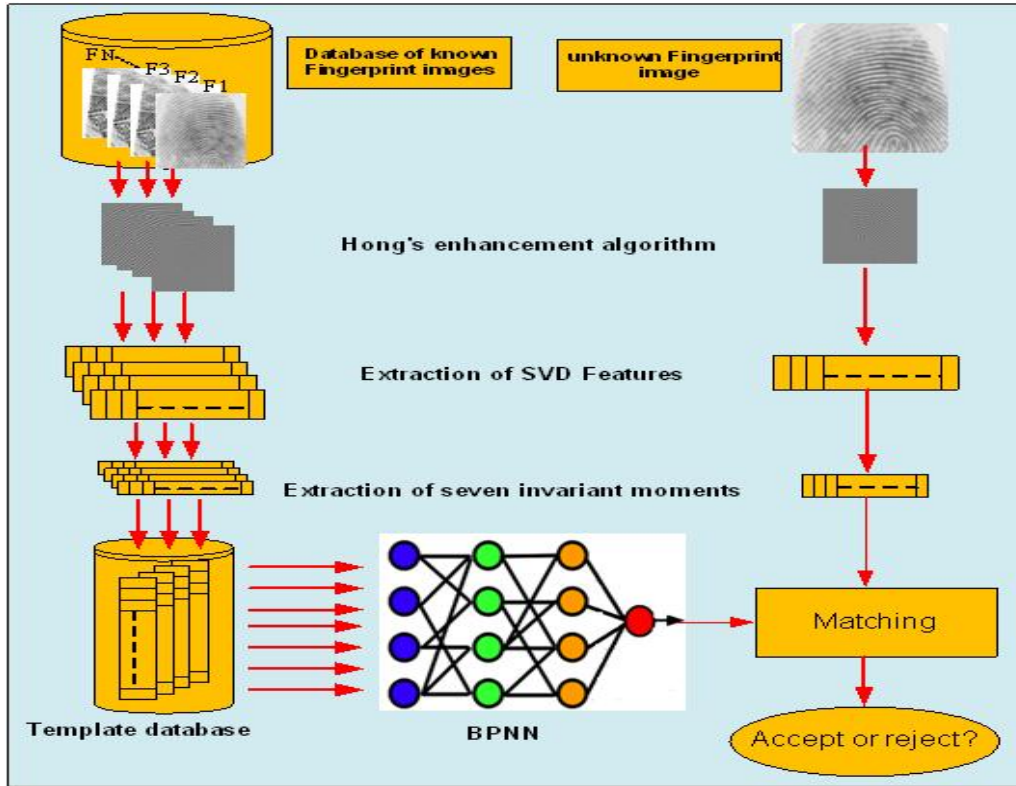 FN
F3
F2
F1
Database of known
Fingerprint images
unknown Fingerprint
image
Hong's enhancement algorithm
Extraction of SVD Features
Extraction of seven invariant moments
Template database
BPNN
Matching
Accept or reject?